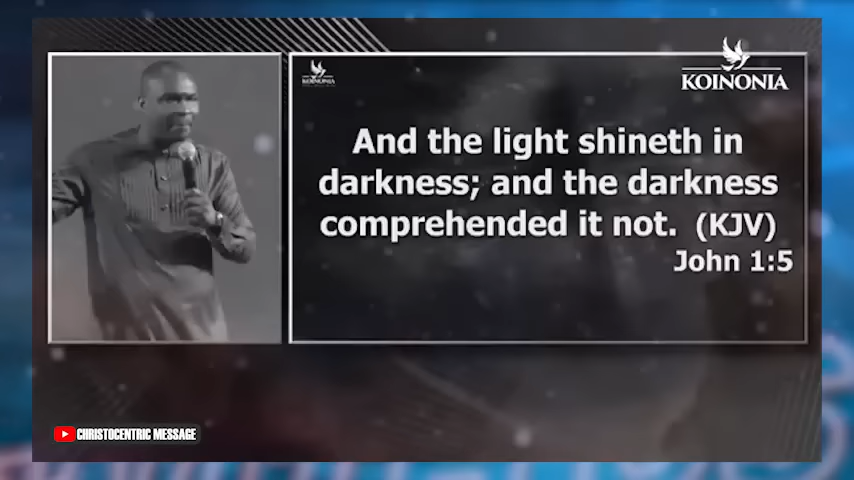 KOINONIA
KOINONIA
And the light shineth in
darkness; and the darkness
comprehended it not. (KJV)
John 1:5
CHRISTOCENTRIC MESSAGE